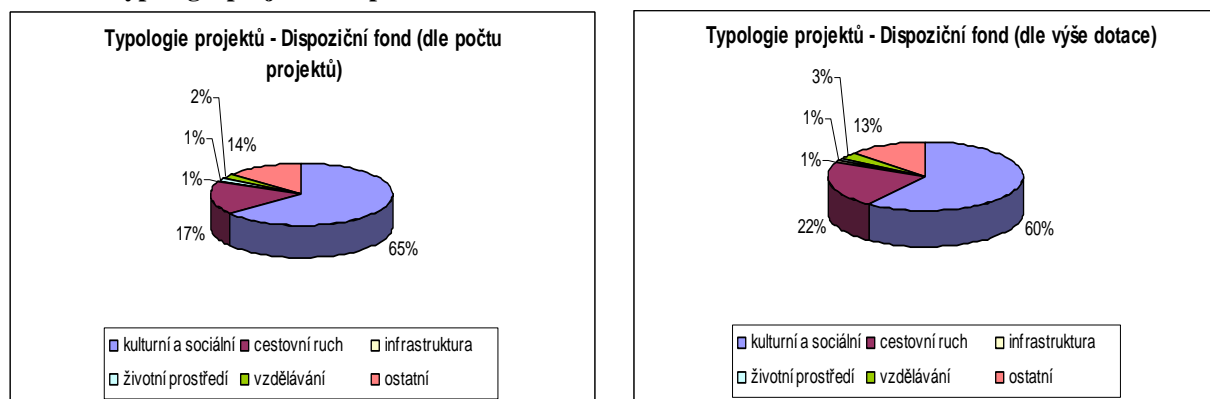 Typologie projektů - Dispoziční fond (dle počtu
projektů)
2%
1%
14%
1%
17%
65%
kulturní a sociální
cestovní ruch
infrastruktura
životní prostředí
vzdělávání
ostatní
Typologie projektů - Dispoziční fond (dle výše dotace)
3%
1%
13%
1%
22%
60%
kulturní a sociální
cestovní ruch
infrastruktura
životní prostředí
vzdělávání
ostatní